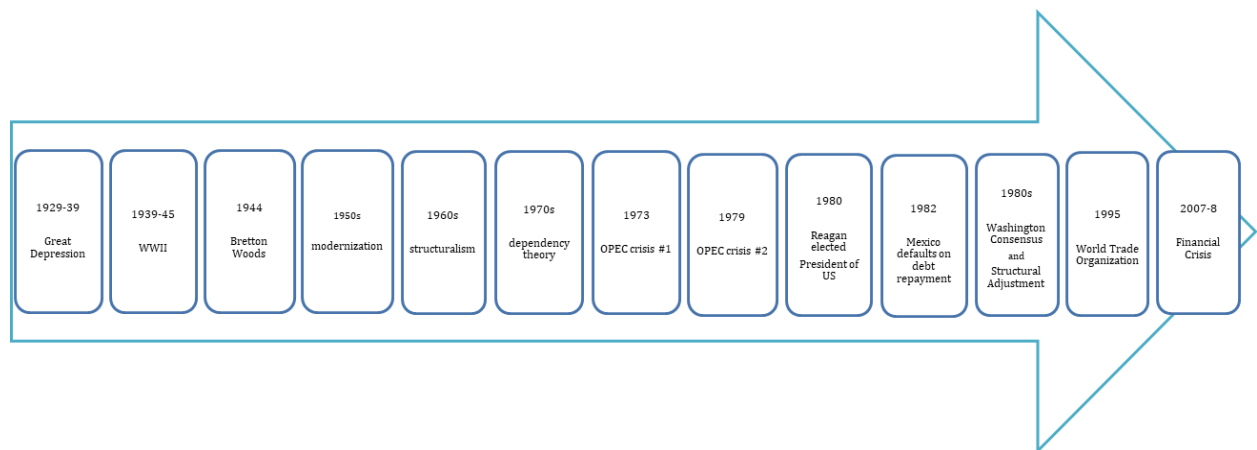 1929-39
Great
Depression
1939-45
WWII
1944
Bretton
Woods
1950s
modernization
1960s
structuralism
1970s
dependency
theory
1973
OPEC crisis #1
1979
OPEC crisis #2
1980
Reagan
elected
President of
US
1982
Mexico
defaults on
debt
repayment
1980s
Washington
Consensus
and
Structural
Adjustment
1995
World Trade
Organization
2007-8
Financial
Crisis